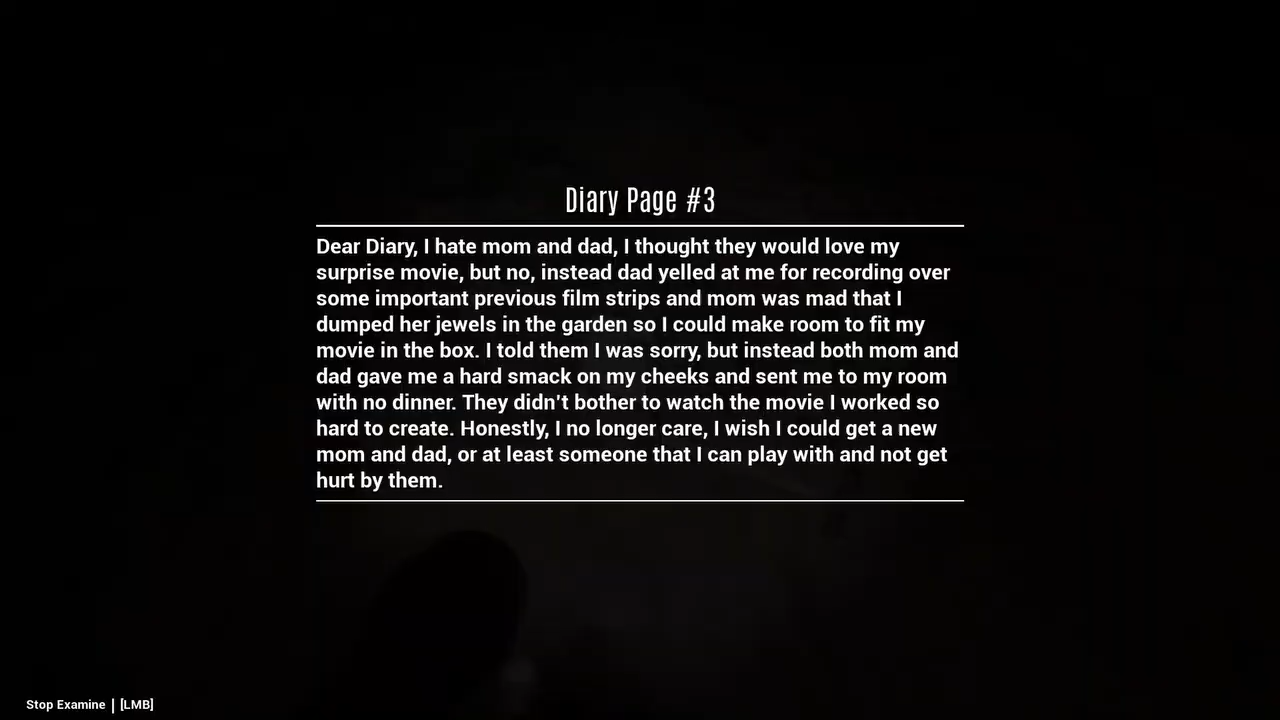 Diary Page #3
Dear Diary, I hate mom and dad, I thought they would love my
surprise movie, but no, instead dad yelled at me for recording over
some important previous film strips and mom was mad that I
dumped her jewels in the garden so I could make room to fit my
movie in the box. I told them I was sorry, but instead both mom and
dad gave me a hard smack on my cheeks and sent me to my room
with no dinner. They didn't bother to watch the movie I worked so
hard to create. Honestly, I no longer care, I wish I could get a new
mom and dad, or at least someone that I can play with and not get
hurt by them.
Stop Examine | [LMB]